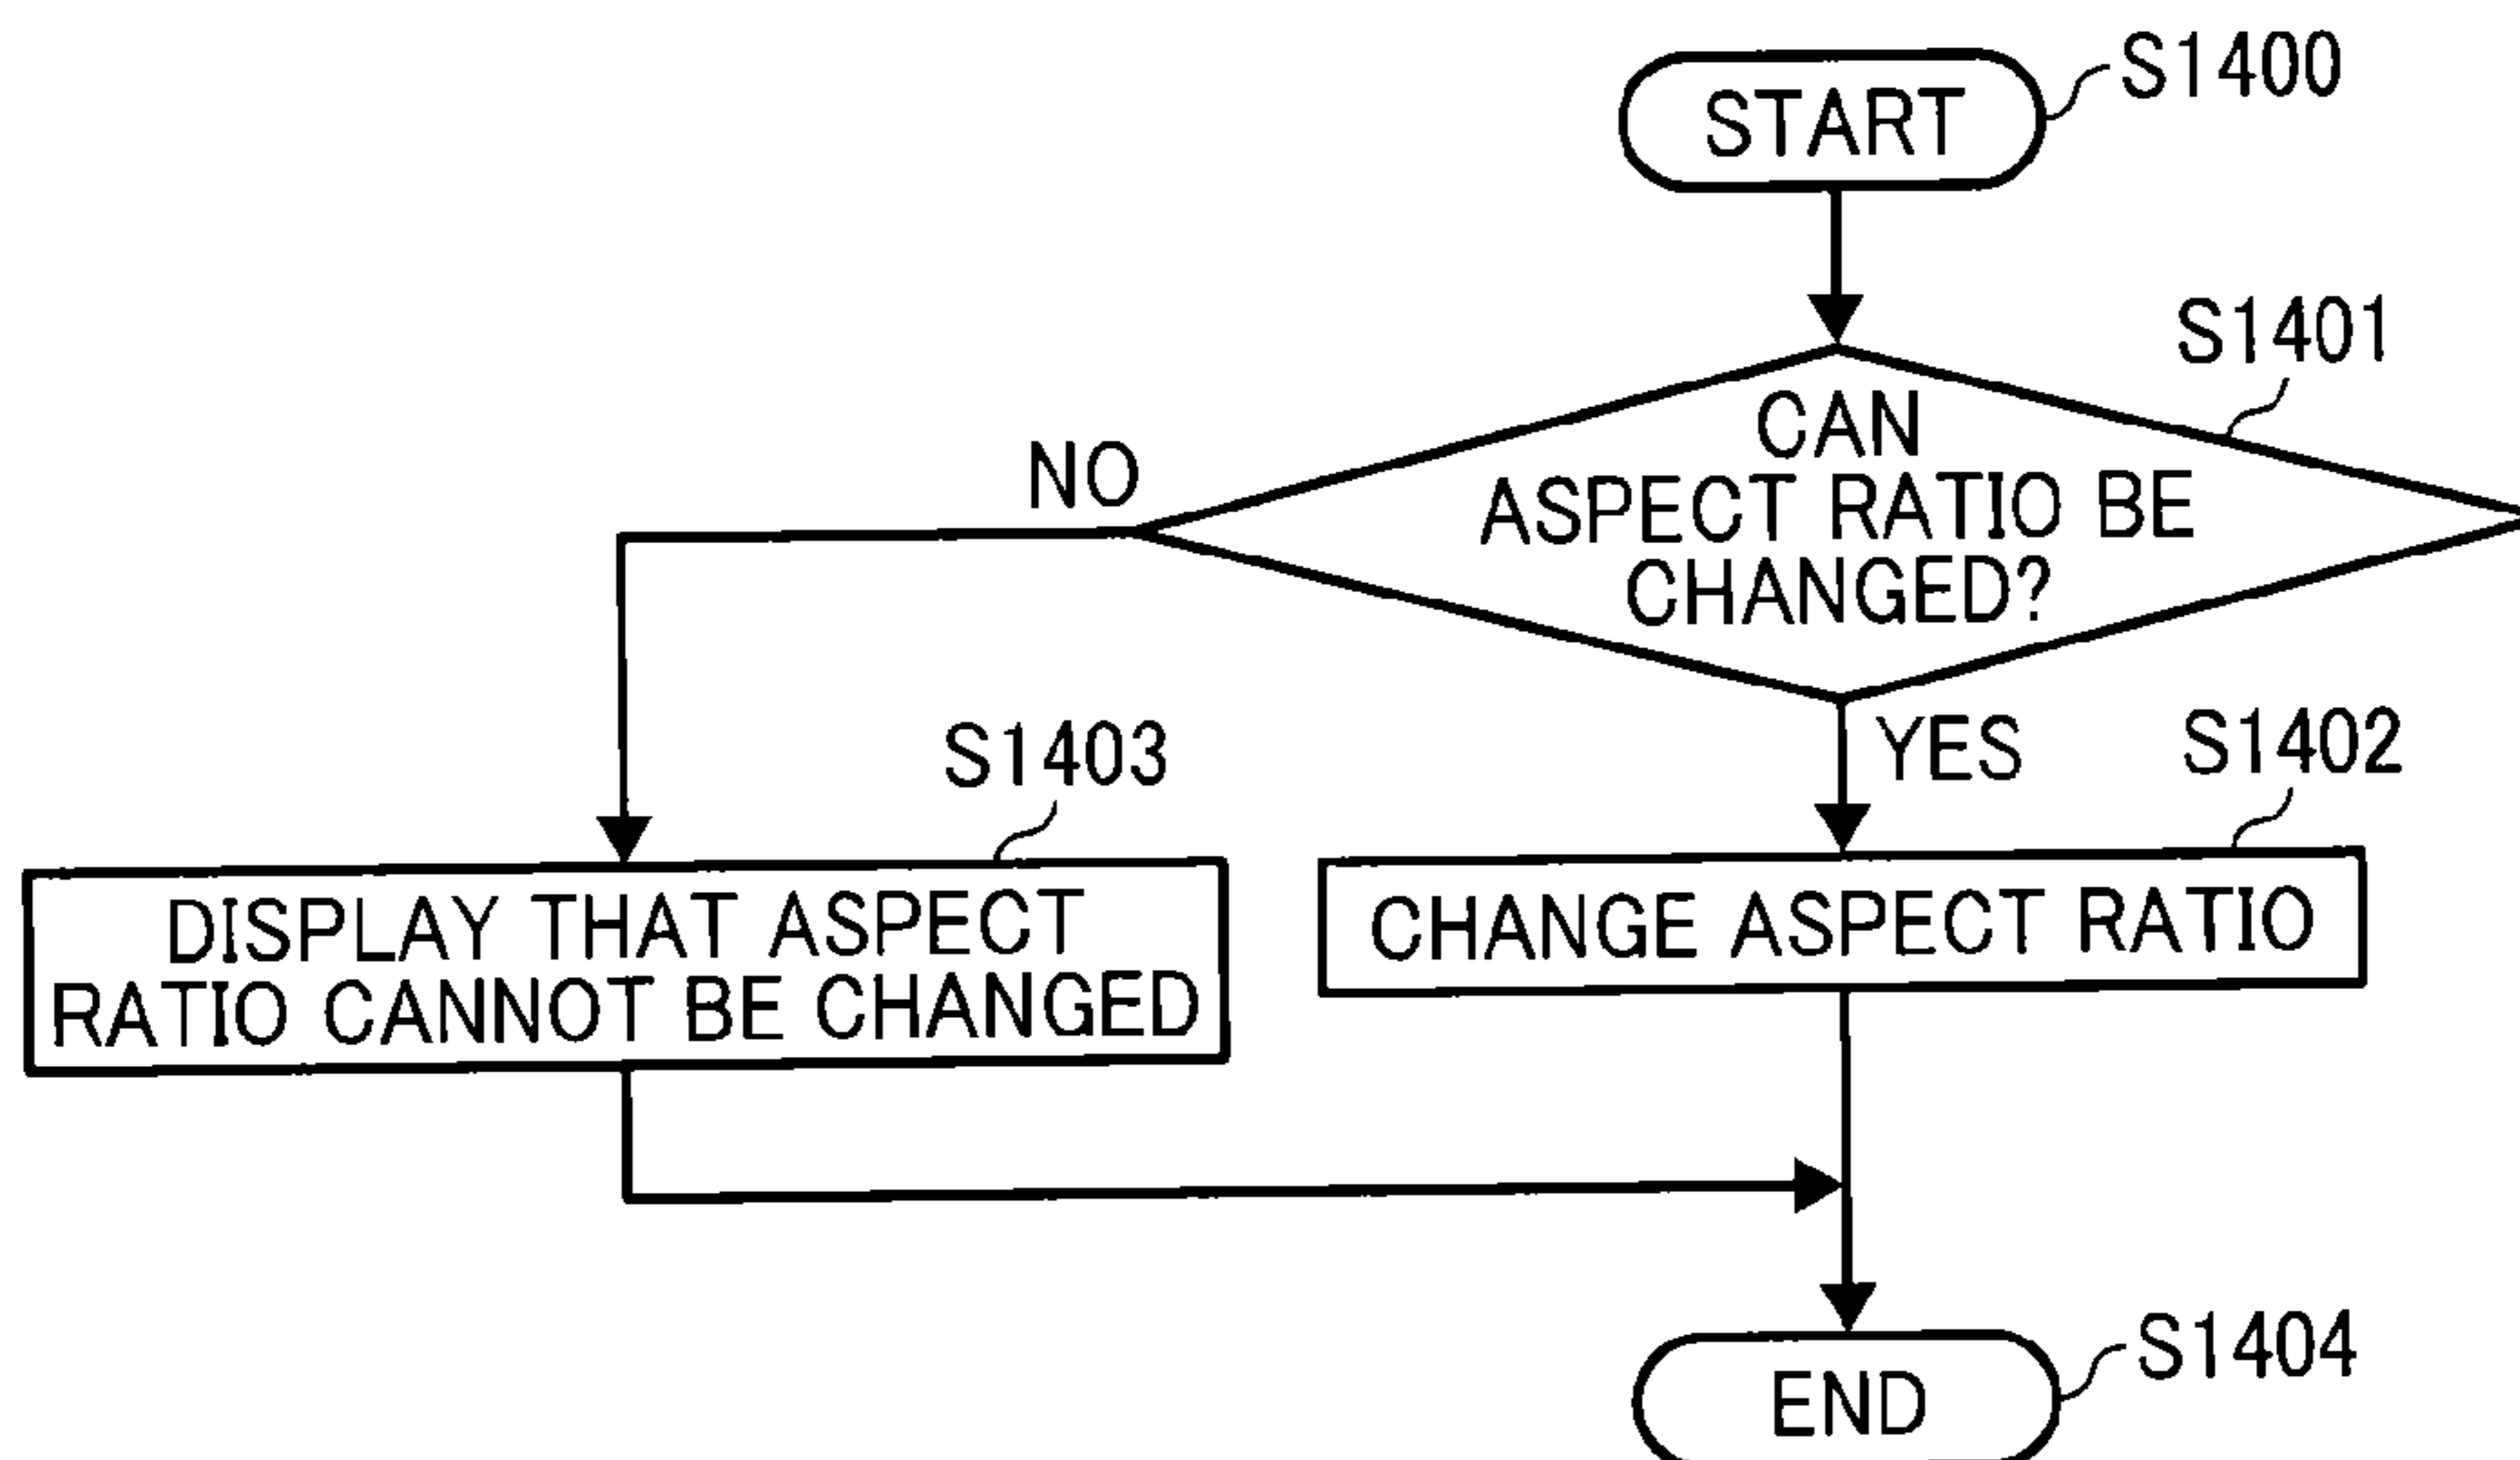 START
S1400
S1401
CAN
ASPECT RATIO BE
CHANGED?
NO
YES
S1403
S1402
DISPLAY THAT ASPECT
RATIO CANNOT BE CHANGED
CHANGE ASPECT RATIO
END
S1404